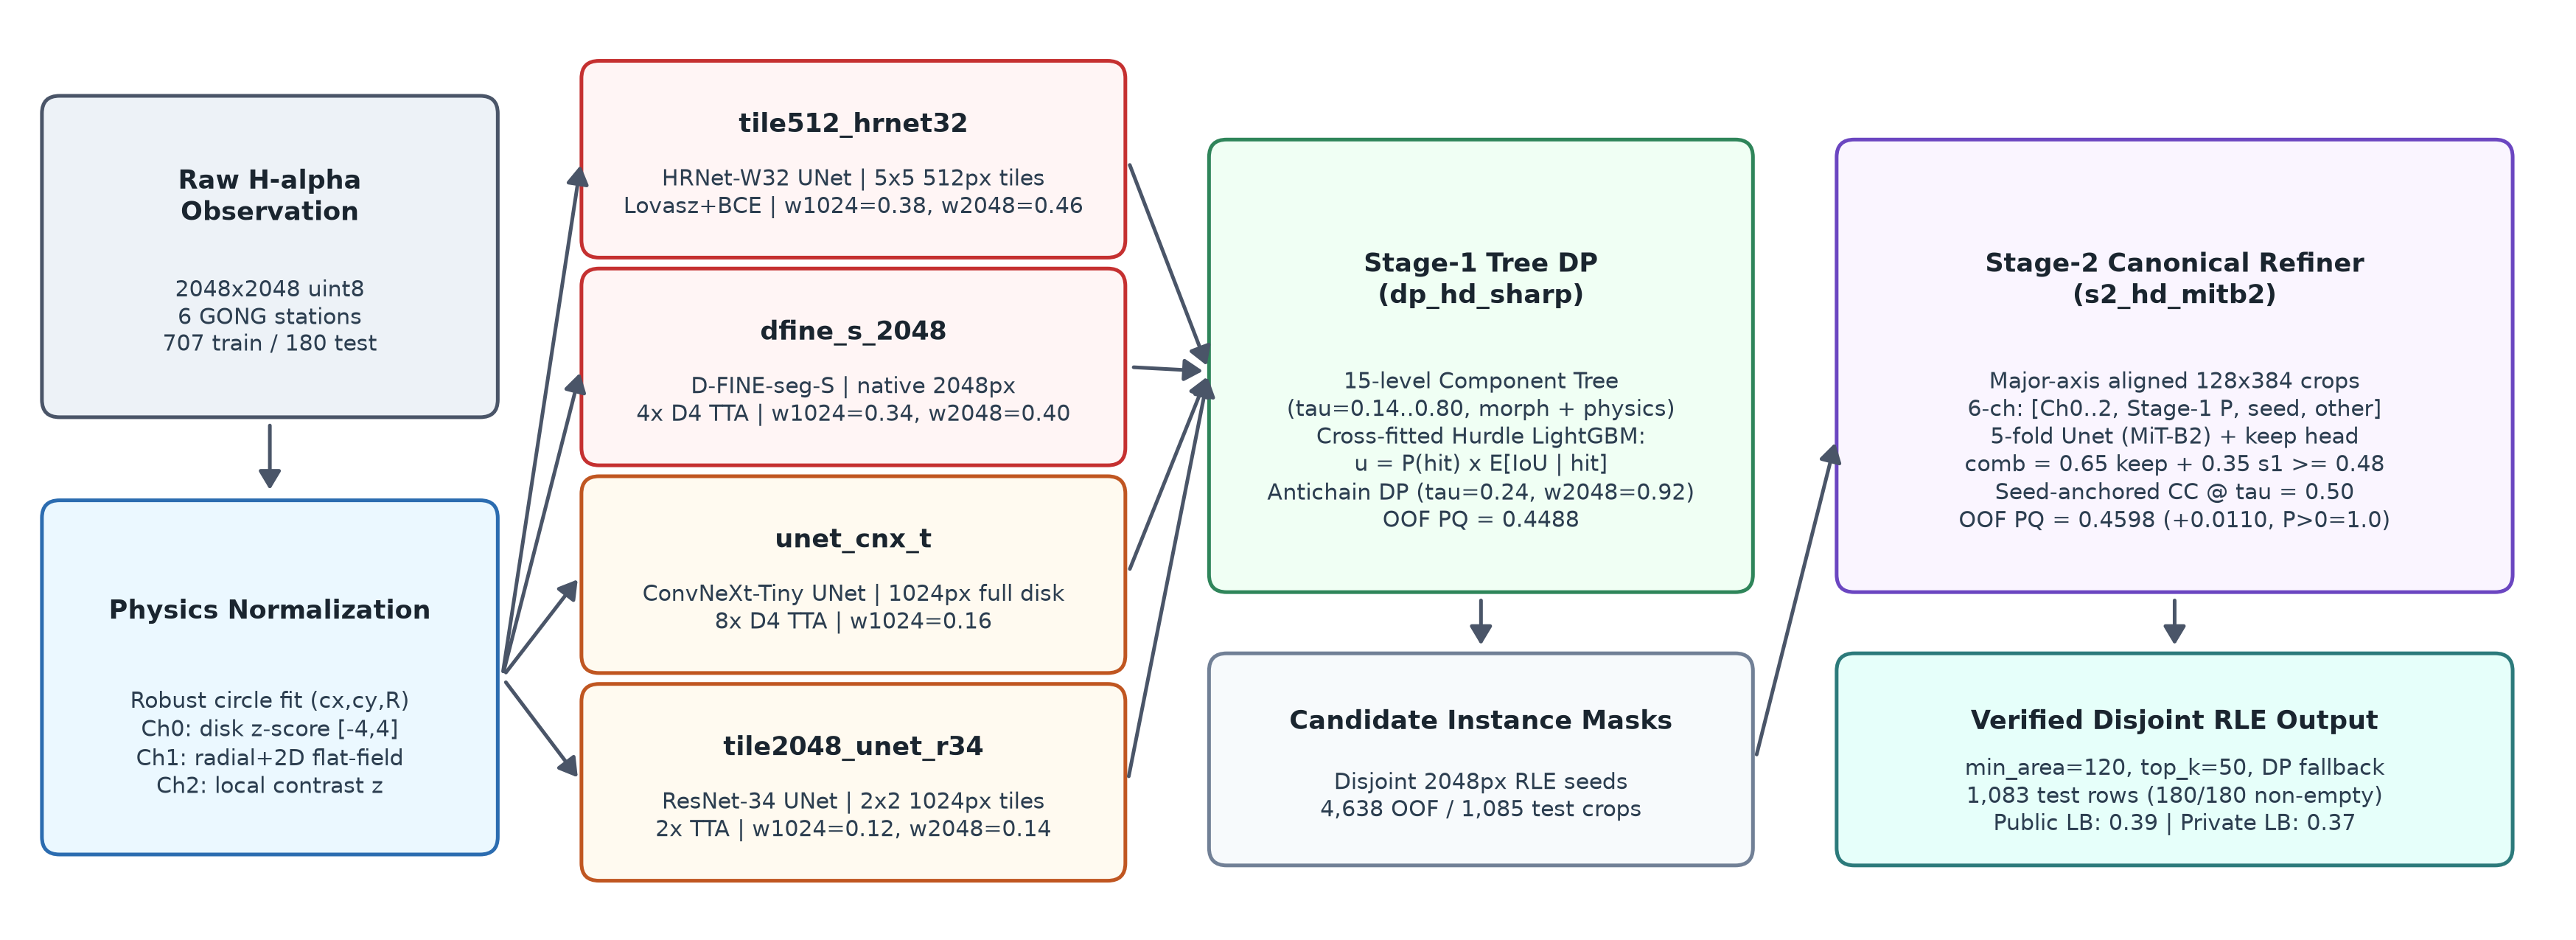 Raw H-alpha
Observation
2048x2048 uint8
6 GONG stations
707 train / 180 test
Physics Normalization
Robust circle fit (cx,cy,R)
Ch0: disk z-score [-4,4]
Ch1: radial+2D flat-field
Ch2: local contrast z
tile512_hrnet32
HRNet-W32 UNet | 5x5 512px tiles
Lovasz+BCE | w1024=0.38, w2048=0.46
dfine_s_2048
D-FINE-seg-S | native 2048px
4x D4 TTA | w1024=0.34, w2048=0.40
unet_cnx_t
ConvNeXt-Tiny UNet | 1024px full disk
8x D4 TTA | w1024=0.16
tile2048_unet_r34
ResNet-34 UNet | 2x2 1024px tiles
2x TTA | w1024=0.12, w2048=0.14
Stage-1 Tree DP
(dp_hd_sharp)
15-level Component Tree
(tau=0.14..0.80, morph + physics)
Cross-fitted Hurdle LightGBM:
u = P(hit) x E[IoU | hit]
Antichain DP (tau=0.24, w2048=0.92)
OOF PQ = 0.4488
Candidate Instance Masks
Disjoint 2048px RLE seeds
4,638 OOF / 1,085 test crops
Stage-2 Canonical Refiner
(s2_hd_mitb2)
Major-axis aligned 128x384 crops
6-ch: [Ch0..2, Stage-1 P, seed, other]
5-fold Unet (MiT-B2) + keep head
comb = 0.65 keep + 0.35 s1 >= 0.48
Seed-anchored CC @ tau = 0.50
OOF PQ = 0.4598 (+0.0110, P>0=1.0)
Verified Disjoint RLE Output
min_area=120, top_k=50, DP fallback
1,083 test rows (180/180 non-empty)
Public LB: 0.39 | Private LB: 0.37